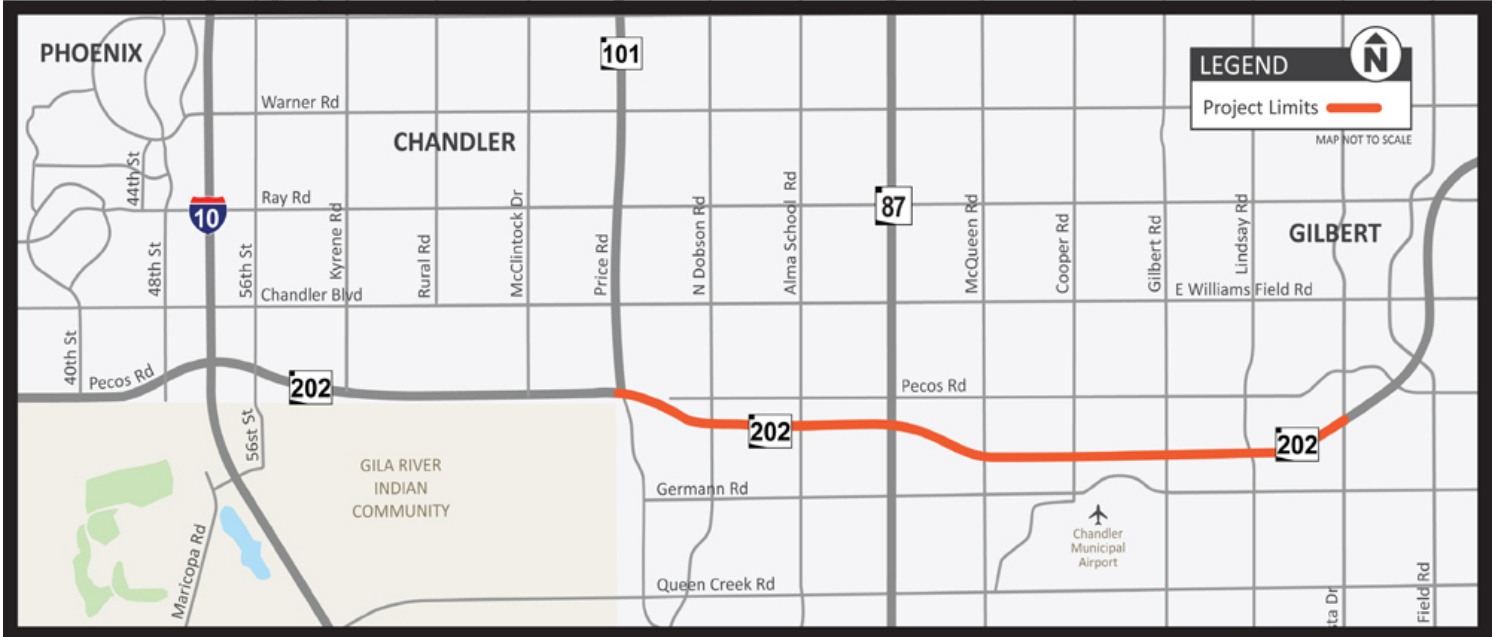 PHOENIX
101
N
LEGEND
Project Limits
MAP NOT TO SCALE
Warner Rd
CHANDLER
44th St
Ray Rd
10
87
GILBERT
48th St
56th St
Kyrene Rd
Rural Rd
McClintock Dr
Price Rd
N Dobson Rd
Alma School Rd
McQueen Rd
Cooper Rd
Gilbert Rd
Lindsay Rd
Chandler Blvd
E Williams Field Rd
40th St
Pecos Rd
202
Pecos Rd
56st St
202
202
GILA RIVER
INDIAN
COMMUNITY
Germann Rd
Chandler
Municipal
Airport
Maricopa Rd
Queen Creek Rd
sta Dr
Field Rd